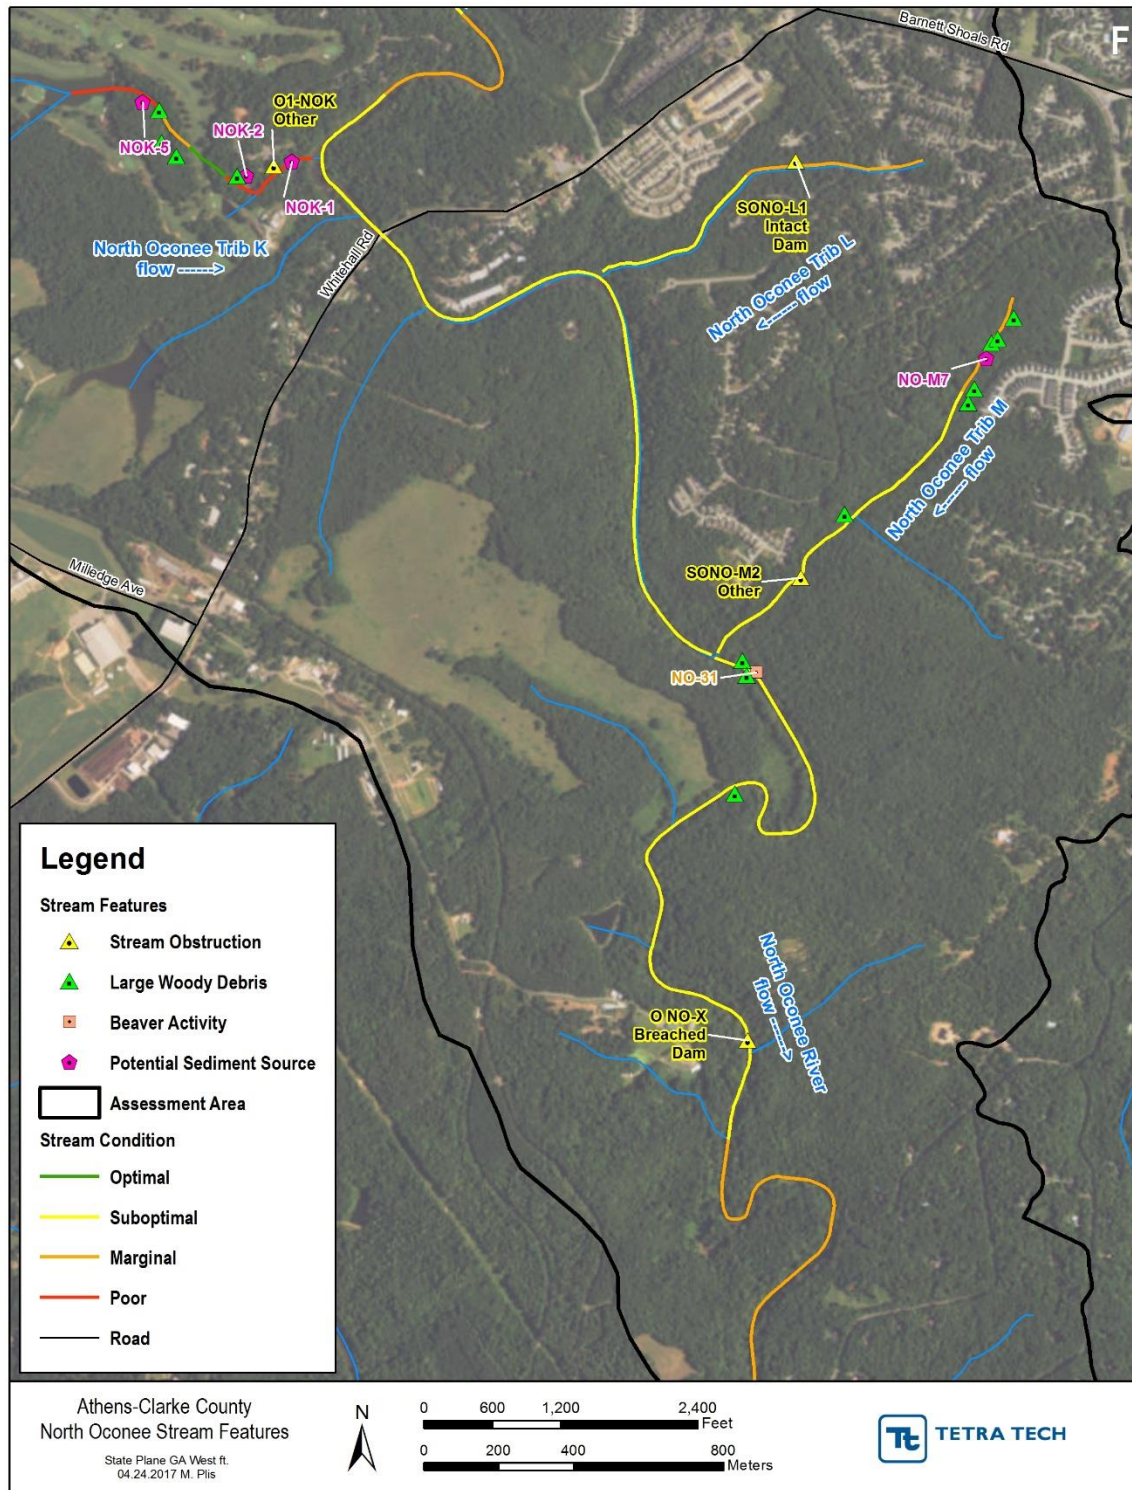 Barnett Shoals Rd
F
O1-NOK
Other
NOK-2
NOK-5
NOK-1
SONO-L1
Intact
Dam
North Oconee Trib K
flow ------>
Whitehall Rd
North Oconee Trib L
<------ flow
NO-M7
North Oconee Trib M
<------ flow
Milledge Ave
SONO-M2
Other
NO-31
O NO-X
Breached
Dam
North Oconee River
flow ------>
Legend
Stream Features
Stream Obstruction
Large Woody Debris
Beaver Activity
Potential Sediment Source
Assessment Area
Stream Condition
Optimal
Suboptimal
Marginal
Poor
Road
Athens-Clarke County
North Oconee Stream Features
State Plane GA West ft.
04.24.2017 M. Plis
N
0 600 1,200 2,400
Feet
0 200 400 800
Meters
Tt TETRA TECH